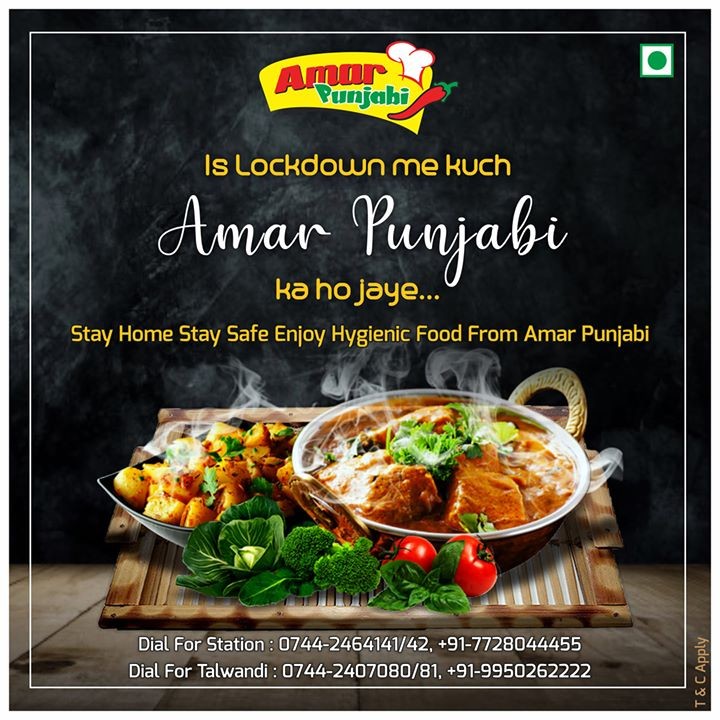 Amar
Punjabi
Is Lockdown me kuch
Amar Punjabi
ka ho jaye...
Stay Home Stay Safe Enjoy Hygienic Food From Amar Punjabi
Dial For Station : 0744-2464141/42, +91-7728044455
Dial For Talwandi : 0744-2407080/81, +91-9950262222
T & C Apply